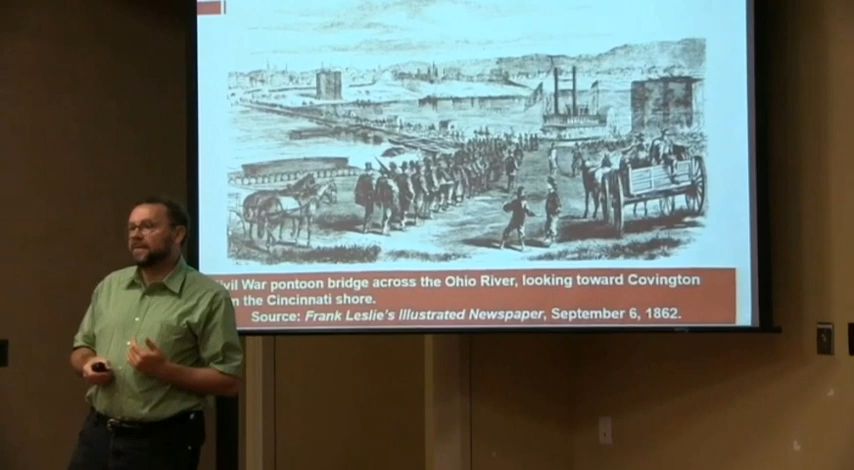 ivil War pontoon bridge across the Ohio River, looking toward Covington
m the Cincinnati shore.
Source: Frank Leslie's Illustrated Newspaper, September 6, 1862.